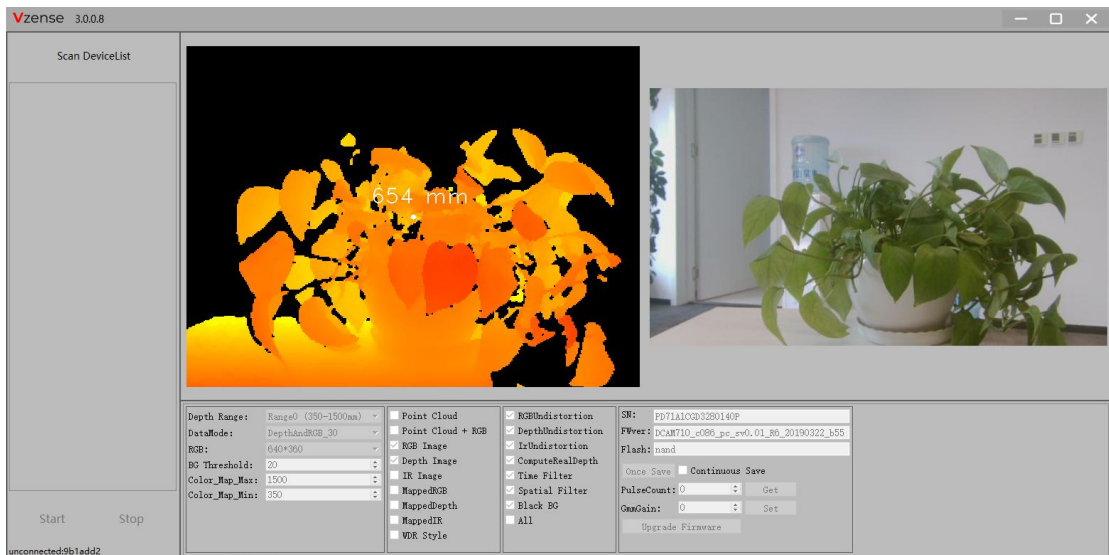 Vzense 3.0.0.8
Scan DeviceList
654 mm
Depth Range: Range0 (350-1500mm)
DataMode: DepthAndRGB_30
RGB: 640*360
BG Threshold: 20
Color_Map_Max: 1500
Color_Map_Min: 350
Point Cloud
Point Cloud + RGB
RGB Image
Depth Image
IR Image
MappedRGB
MappedDepth
MappedIR
WDR Style
RGBUndistortion
DepthUndistortion
IrUndistortion
ComputeRealDepth
Time Filter
Spatial Filter
Black BG
All
SN: PD71A1CGD3280140P
FWver: DCAM710_c086_pc_sv0.01_R6_20190322_b55
Flash: nand
Once Save Continuous Save
PulseCount: 0 Get
GmmGain: 0 Set
Upgrade Firmware
Start Stop
unconnected:9b1add2